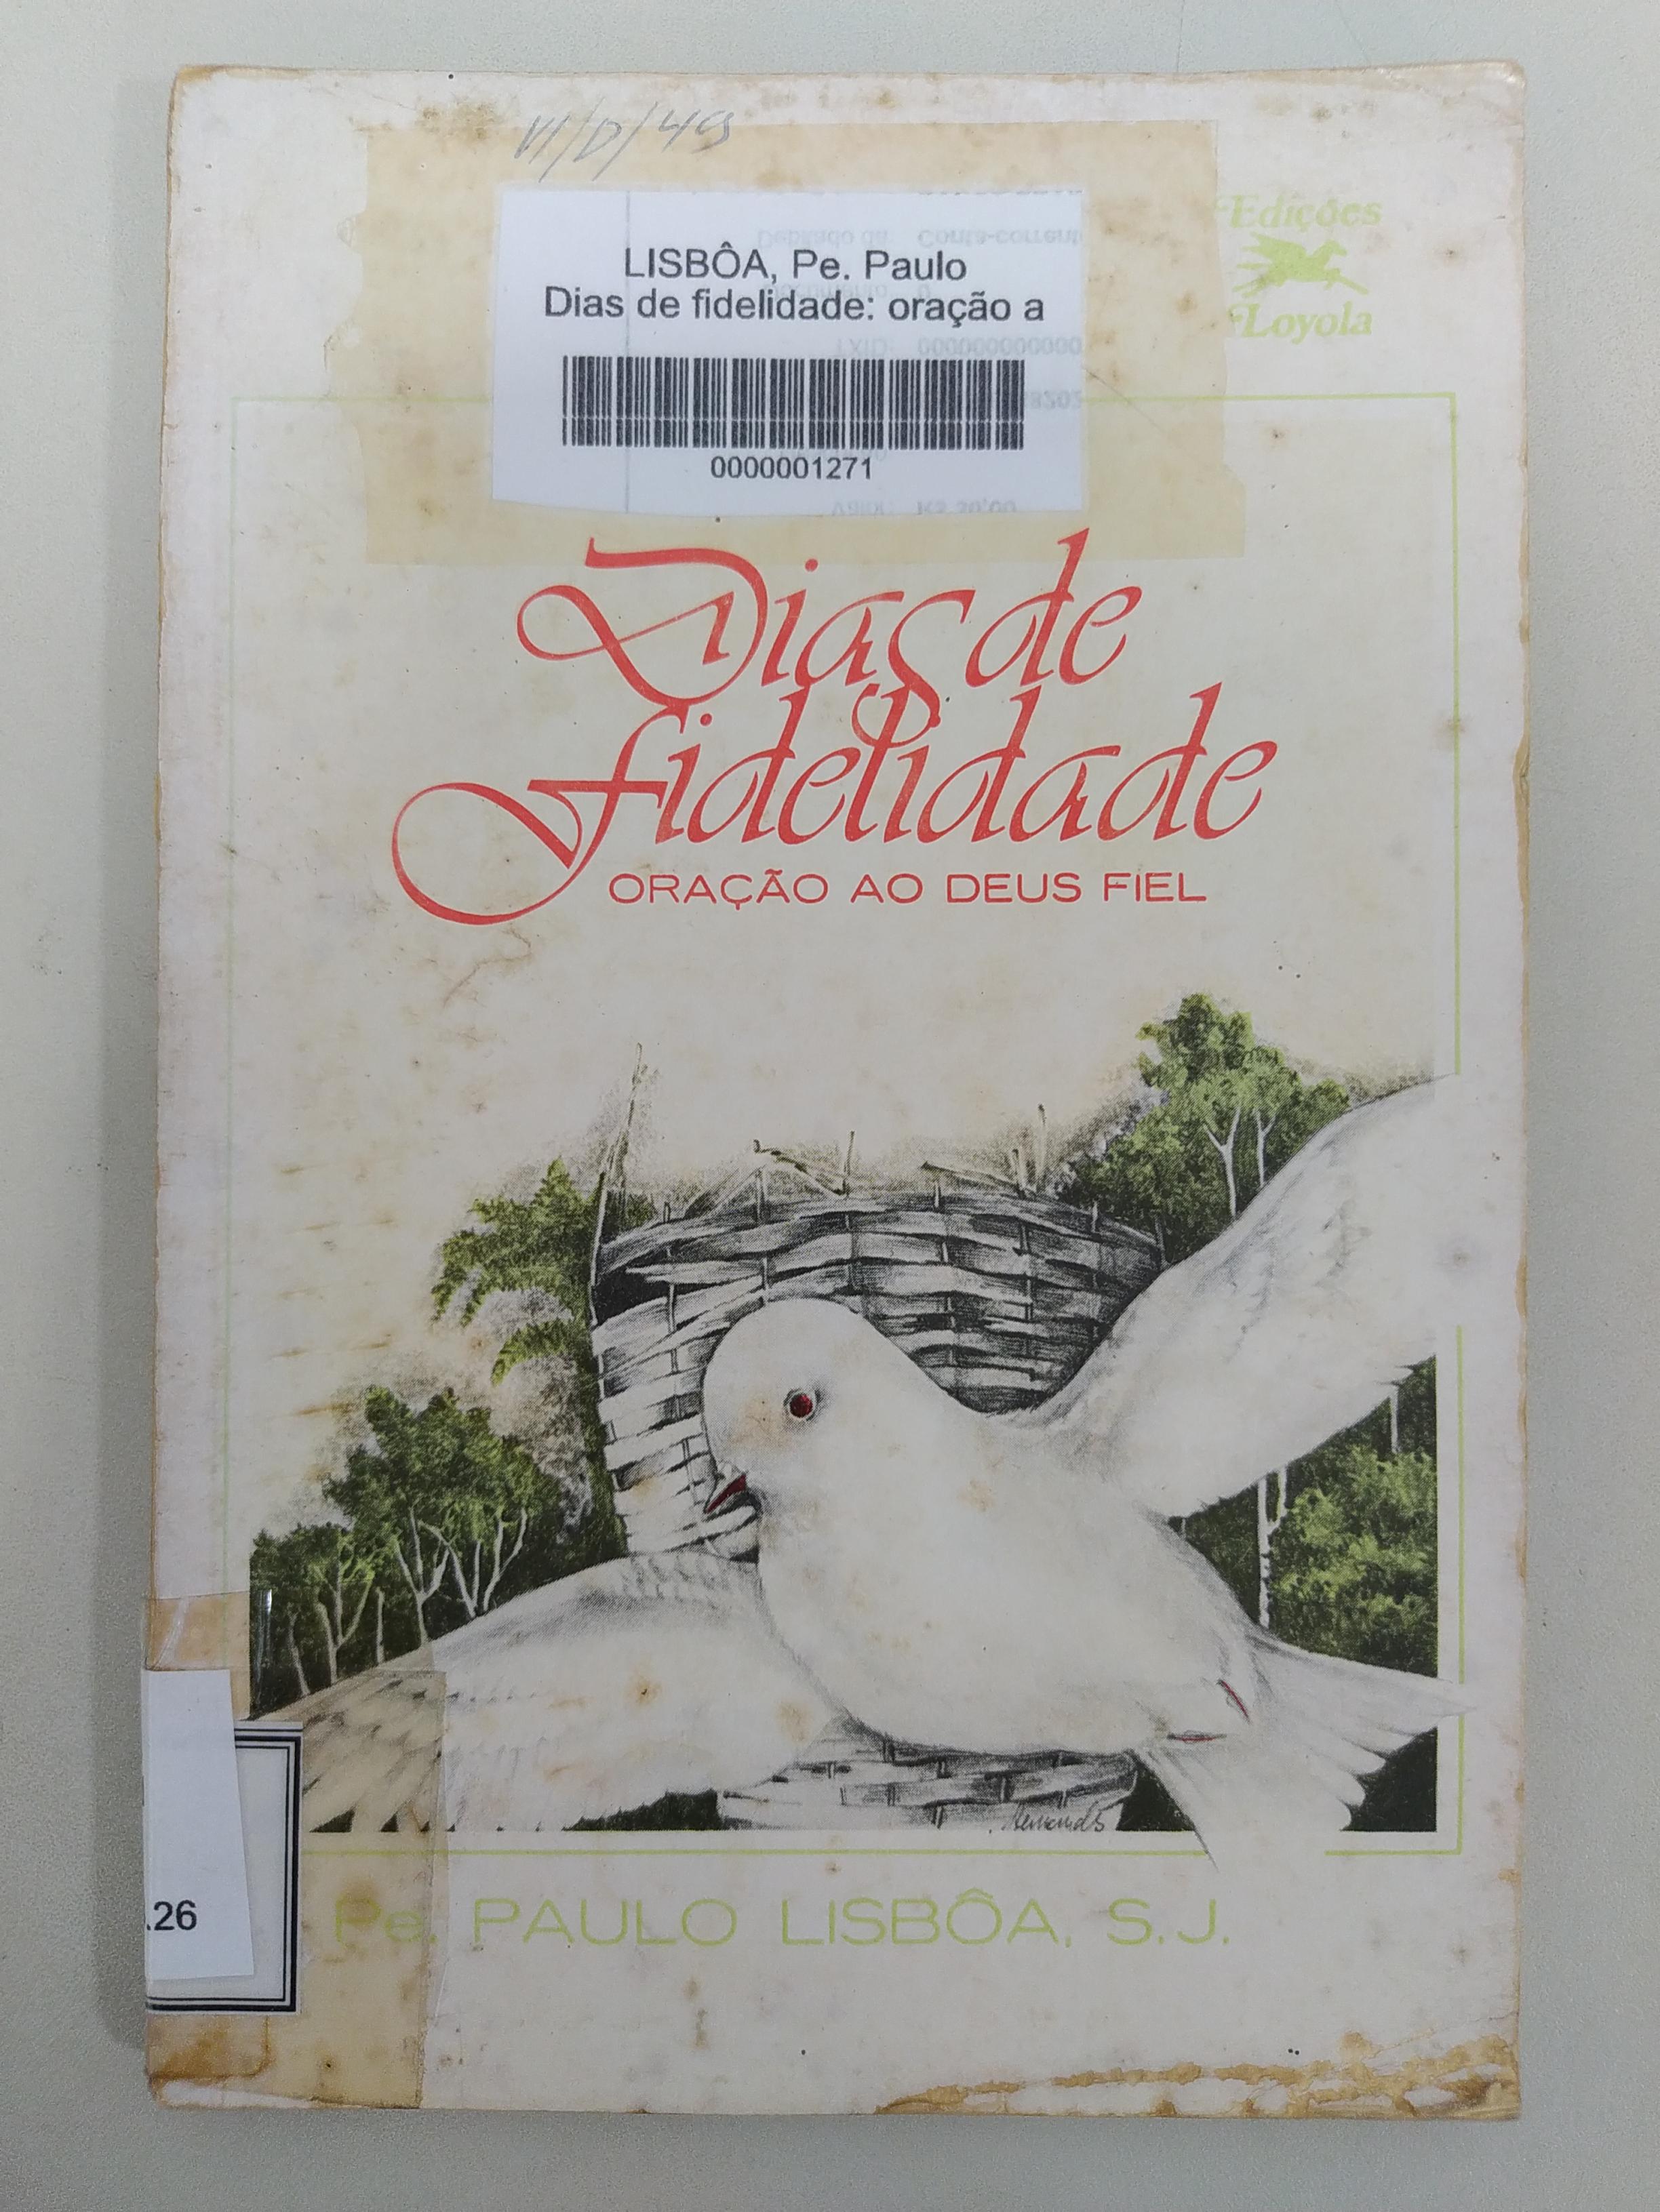 VI/D/49
Edições
Loyola
LISBÔA, Pe. Paulo
Dias de fidelidade: oração a
0000001271
Dias de
fidelidade
ORAÇÃO AO DEUS FIEL
.26
Pe. PAULO LISBÔA, S.J.